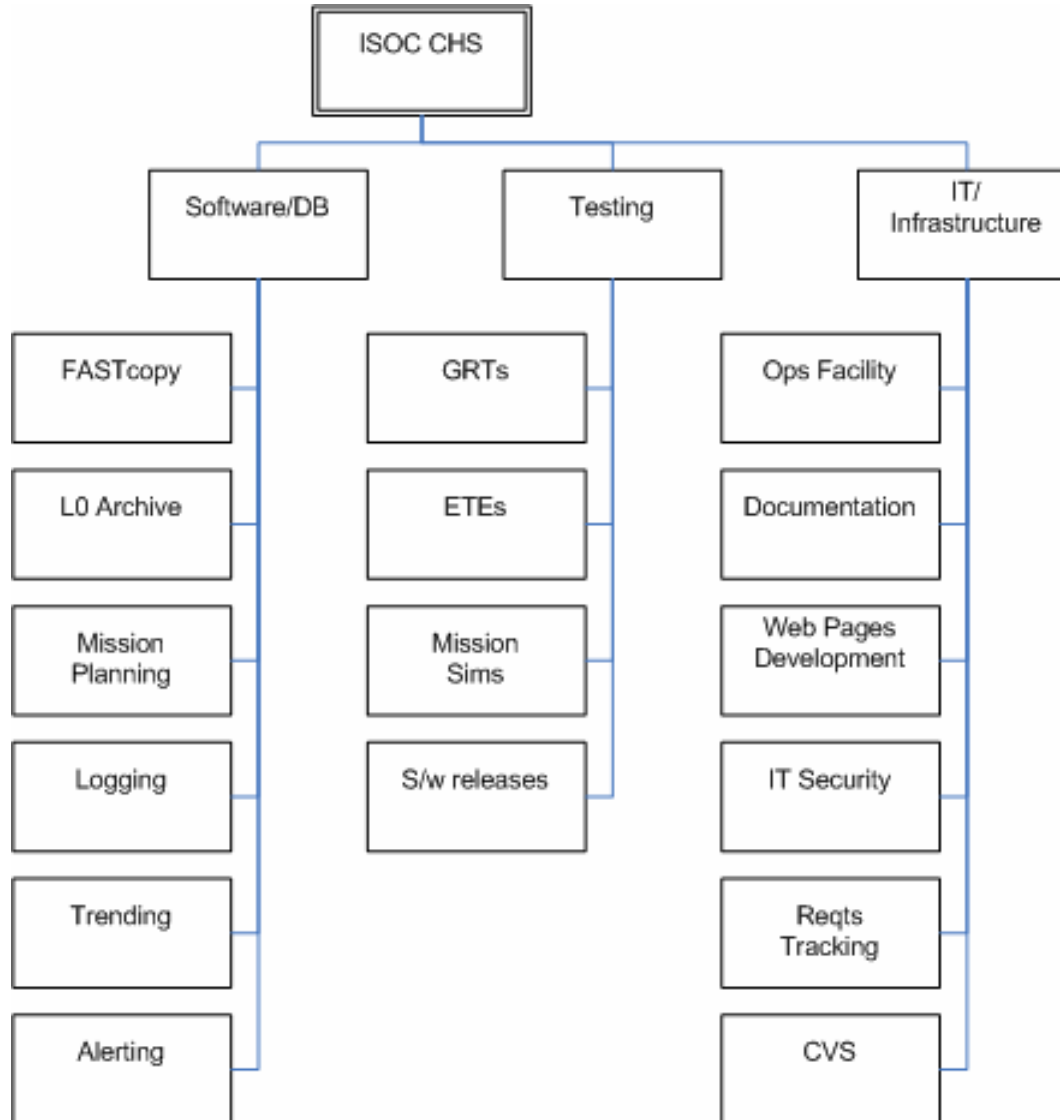 ISOC CHS
Software/DB
Testing
IT/
Infrastructure
FASTcopy
GRTs
Ops Facility
L0 Archive
ETEs
Documentation
Mission
Planning
Mission
Sims
Web Pages
Development
Logging
S/w releases
IT Security
Trending
Reqts
Tracking
Alerting
CVS